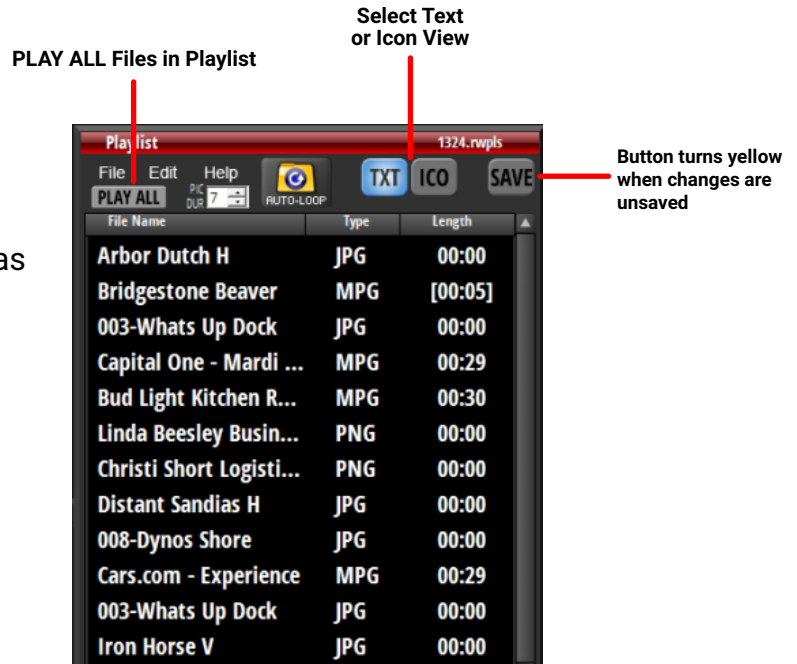 Select Text
or Icon View
PLAY ALL Files in Playlist
Playlist 1324.rwpls
Button turns yellow
when changes are
unsaved
File Edit Help
PLAY ALL PIC DUR 7 AUTO-LOOP TXT ICO SAVE
File Name Type Length
as
Arbor Dutch H JPG 00:00
Bridgestone Beaver MPG [00:05]
003-Whats Up Dock JPG 00:00
Capital One - Mardi ... MPG 00:29
Bud Light Kitchen R... MPG 00:30
Linda Beesley Busin... PNG 00:00
Christi Short Logisti... PNG 00:00
Distant Sandias H JPG 00:00
008-Dynos Shore JPG 00:00
Cars.com - Experience MPG 00:29
003-Whats Up Dock JPG 00:00
Iron Horse V JPG 00:00